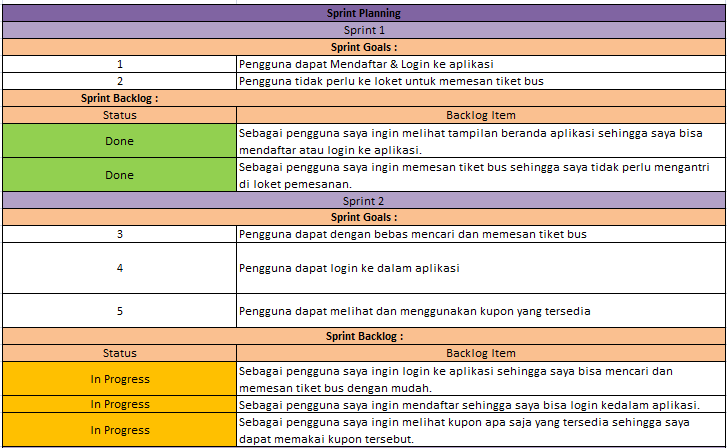 Sprint Planning
Sprint 1
Sprint Goals :
1 Pengguna dapat Mendaftar & Login ke aplikasi
2 Pengguna tidak perlu ke loket untuk memesan tiket bus
Sprint Backlog :
Status Backlog Item
Done Sebagai pengguna saya ingin melihat tampilan beranda aplikasi sehingga saya bisa
mendaftar atau login ke aplikasi.
Done Sebagai pengguna saya ingin memesan tiket bus sehingga saya tidak perlu mengantri
di loket pemesanan.
Sprint 2
Sprint Goals :
3 Pengguna dapat dengan bebas mencari dan memesan tiket bus
4 Pengguna dapat login ke dalam aplikasi
5 Pengguna dapat melihat dan menggunakan kupon yang tersedia
Sprint Backlog :
Status Backlog Item
In Progress Sebagai pengguna saya ingin login ke aplikasi sehingga saya bisa mencari dan
memesan tiket bus dengan mudah.
In Progress Sebagai pengguna saya ingin mendaftar sehingga saya bisa login kedalam aplikasi.
In Progress Sebagai pengguna saya ingin melihat kupon apa saja yang tersedia sehingga saya
dapat memakai kupon tersebut.